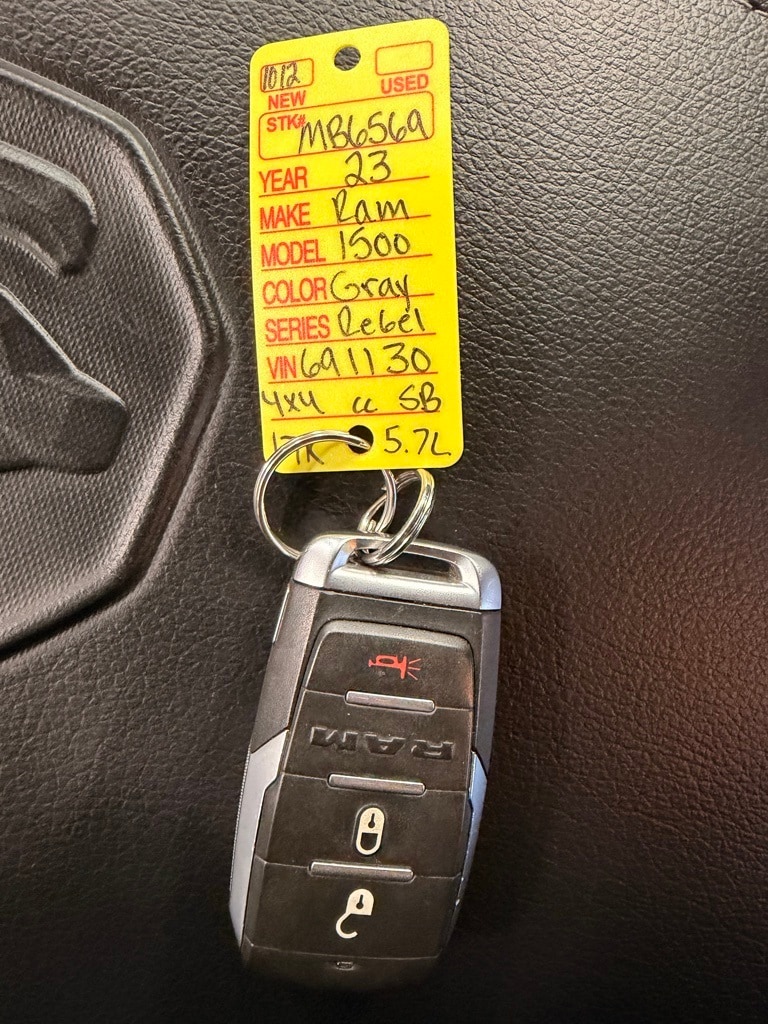 1012
NEW USED
STK# MB6569
YEAR 23
MAKE Ram
MODEL 1500
COLOR Gray
SERIES Rebel
VIN 691130
4x4 cc SB
17K 5.7L
RAM